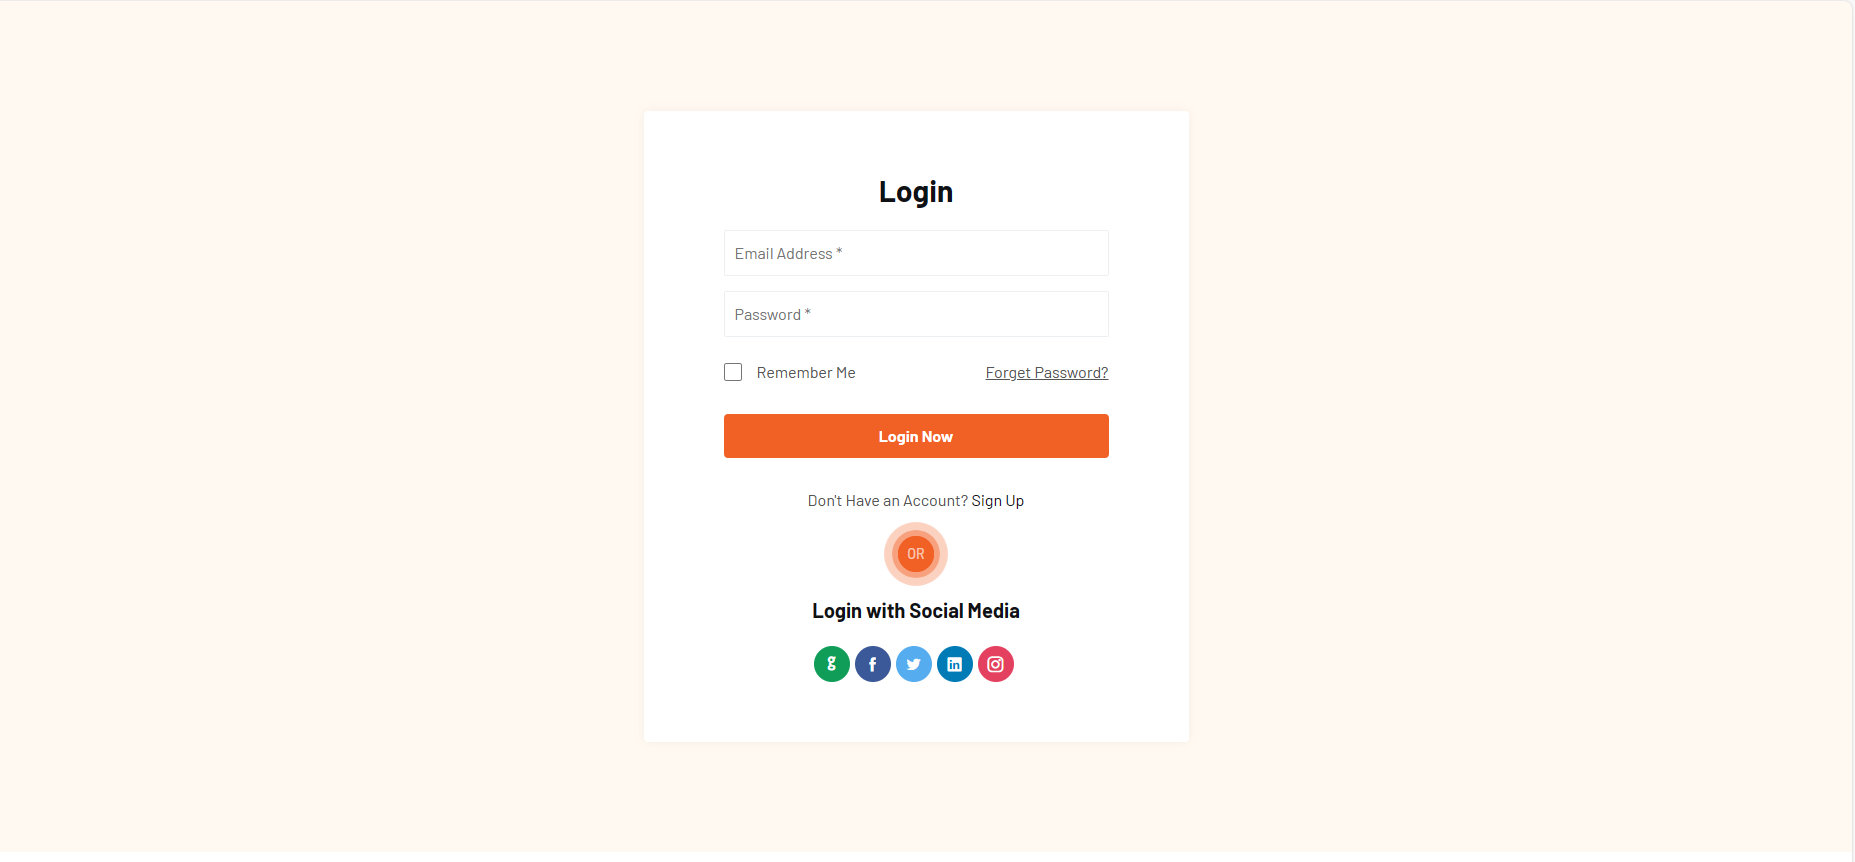 Login
Email Address *
Password *
Remember Me
Forget Password?
Login Now
Don't Have an Account? Sign Up
OR
Login with Social Media